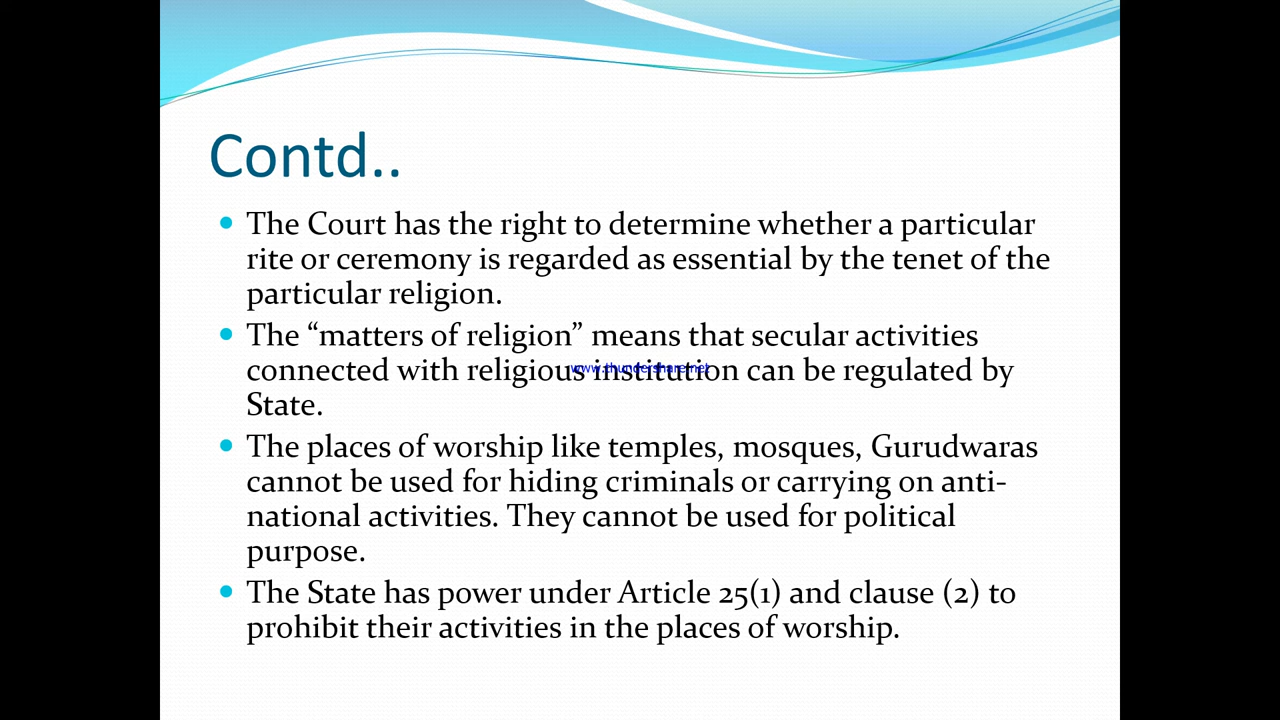 Contd..
• The Court has the right to determine whether a particular
rite or ceremony is regarded as essential by the tenet of the
particular religion.
• The “matters of religion” means that secular activities
connected with religious institution can be regulated by
www.thundershare.net
State.
• The places of worship like temples, mosques, Gurudwaras
cannot be used for hiding criminals or carrying on anti-
national activities. They cannot be used for political
purpose.
• The State has power under Article 25(1) and clause (2) to
prohibit their activities in the places of worship.